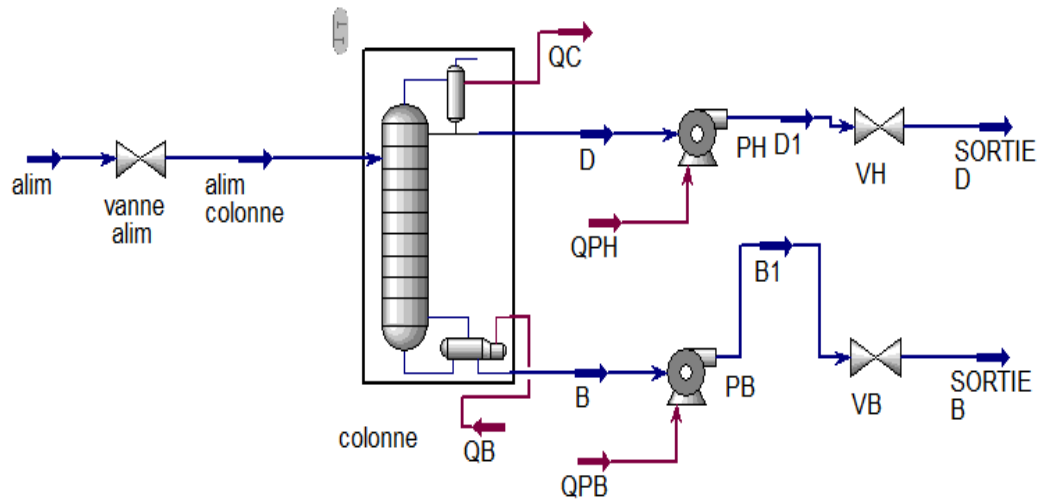 QC
D
PH
D1
VH
SORTIE
D
alim
vanne
alim
alim
colonne
QPH
B1
B
PB
VB
SORTIE
B
colonne
QB
QPB